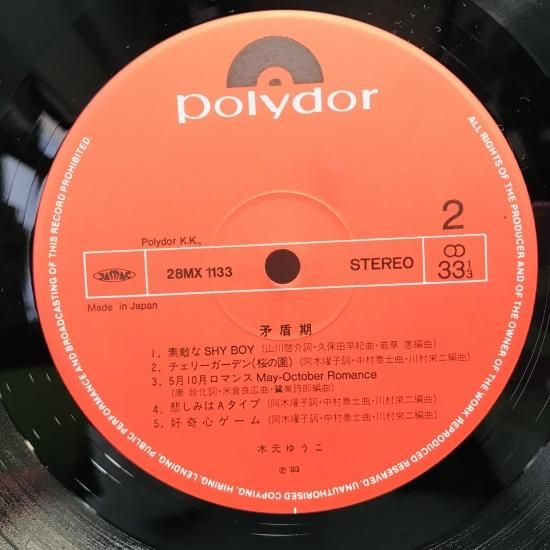 polydor
2
Polydor K.K.,
JASRAC
28MX 1133
STEREO
33 1/3
Made in Japan
矛盾期
1. 素敵な SHY BOY (山川啓介詞・久保田早紀曲・若草 恵編曲)
2. チェリーガーデン(桜の園) (阿木燿子詞・中村泰士曲・川村栄二編曲)
3. 5月10月ロマンス May-October Romance
(康 珍化詞・米倉良広曲・鷺巣詩郎編曲)
4. 悲しみはAタイプ (阿木燿子詞・中村泰士曲・川村栄二編曲)
5. 好奇心ゲーム (阿木燿子詞・中村泰士曲・川村栄二編曲)
木元ゆうこ
Ⓟ '83
ALL RIGHTS OF THE PRODUCER AND OF THE OWNER OF THE WORK REPRODUCED RESERVED. UNAUTHORISED COPYING, HIRING, LENDING, PUBLIC PERFORMANCE AND BROADCASTING OF THIS RECORD PROHIBITED.